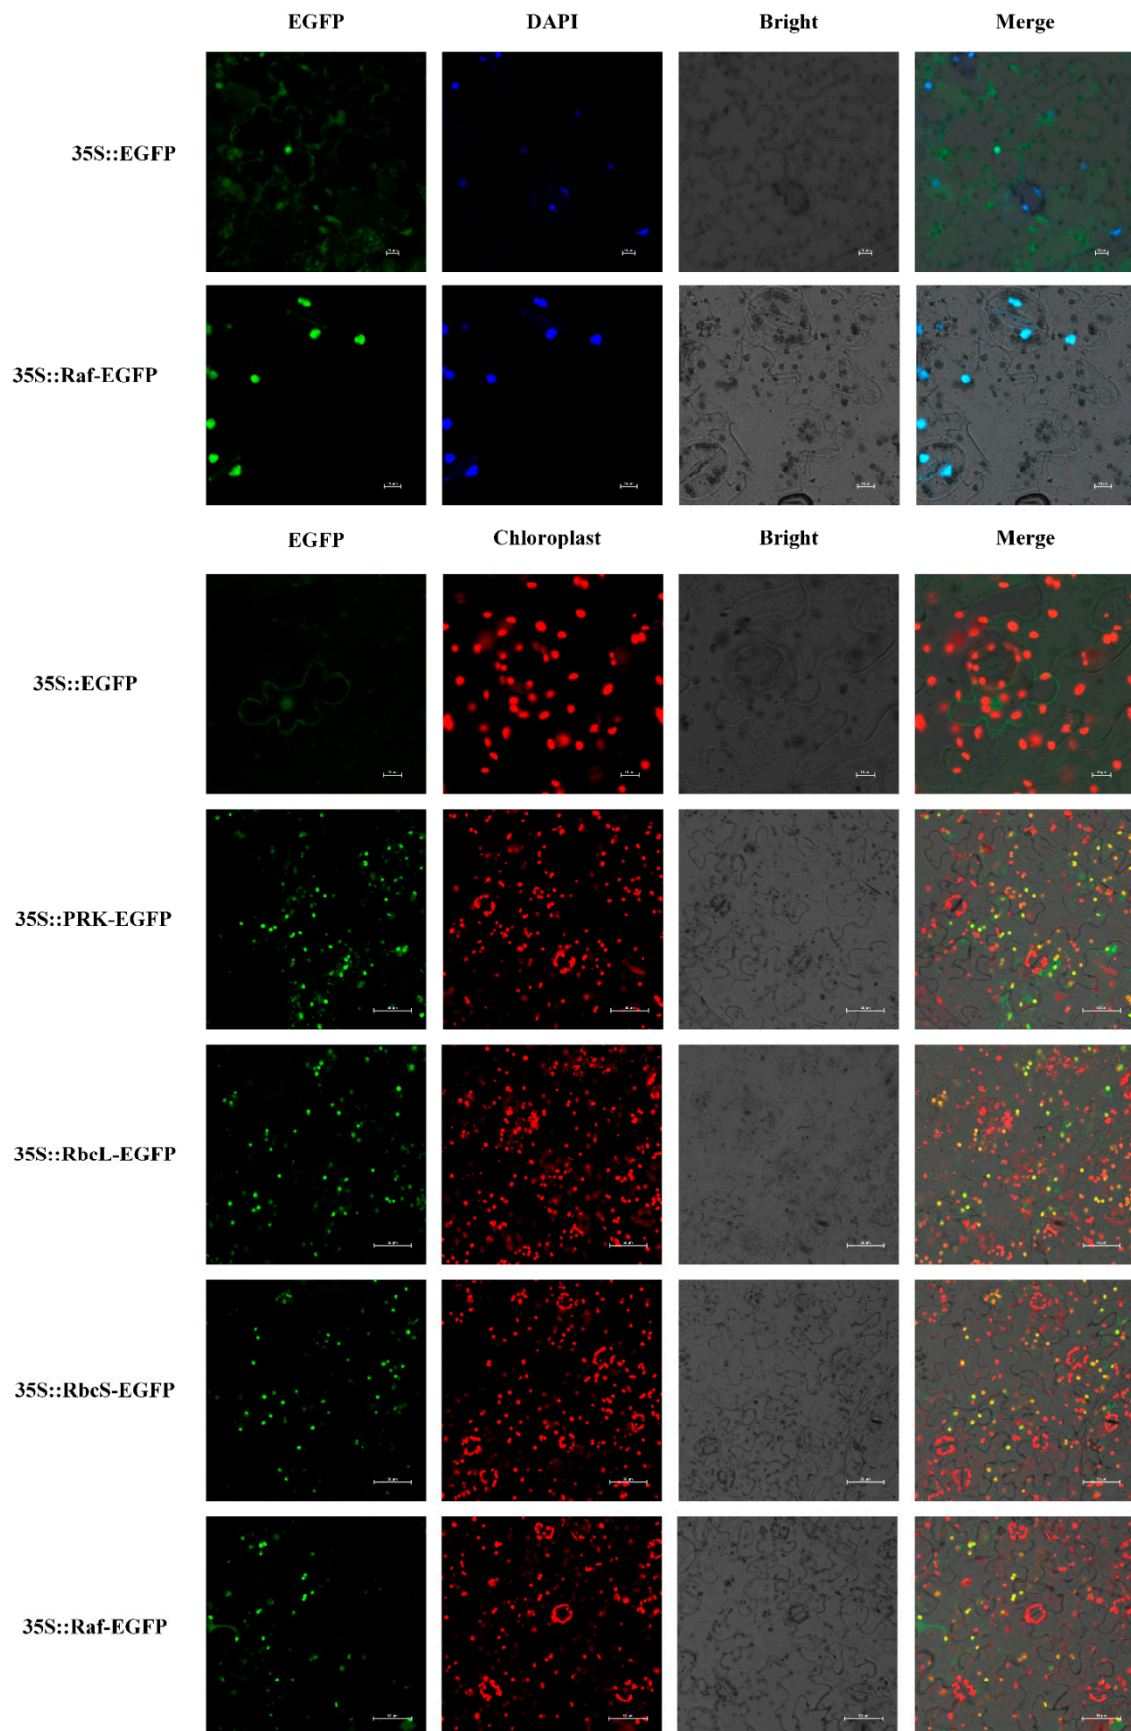 EGFP DAPI Bright Merge
35S::EGFP
35S::Raf-EGFP
EGFP Chloroplast Bright Merge
35S::EGFP
35S::PRK-EGFP
35S::RbcL-EGFP
35S::RbcS-EGFP
35S::Raf-EGFP